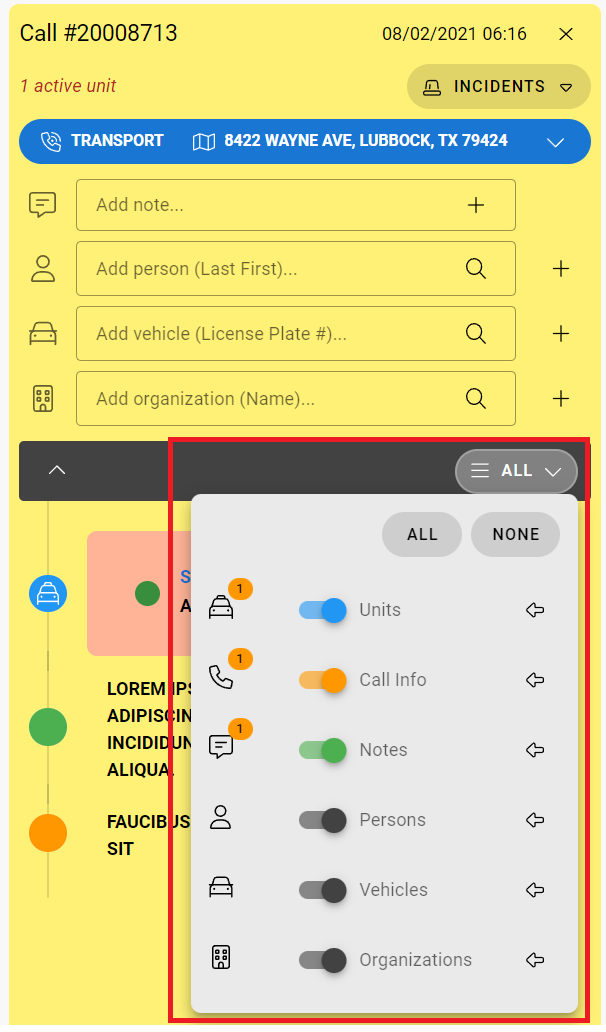 Call #20008713 08/02/2021 06:16
1 active unit INCIDENTS
TRANSPORT 8422 WAYNE AVE, LUBBOCK, TX 79424
Add note...
Add person (Last First)...
Add vehicle (License Plate #)...
Add organization (Name)...
ALL
ALL NONE
1 Units
1 Call Info
1 Notes
Persons
Vehicles
Organizations
S
A
LOREM IPS
ADIPISCIN
INCIDIDUN
ALIQUA.
FAUCIBUS
SIT